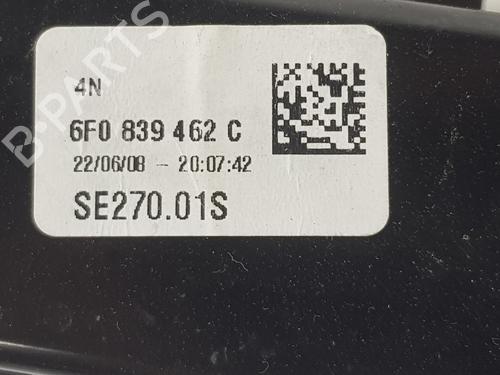 B-PARTS
4N
6F0 839 462 C
22/06/08 - 20:07:42
SE270.01S